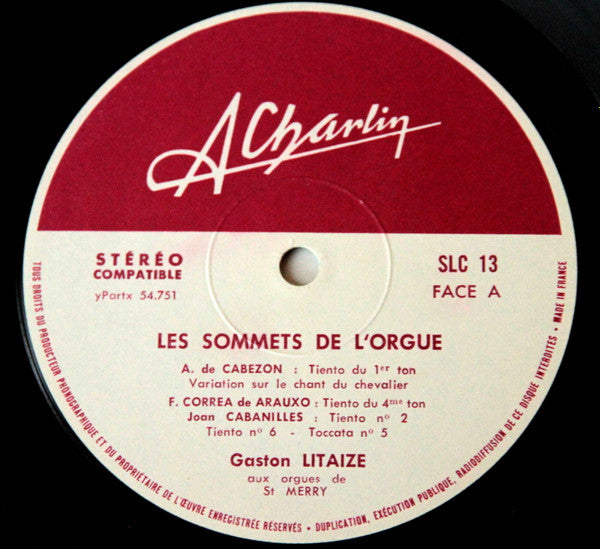 A Charlin
STÉRÉO
COMPATIBLE
yPartx 54.751
SLC 13
FACE A
LES SOMMETS DE L'ORGUE
A. de CABEZON : Tiento du 1er ton
Variation sur le chant du chevalier
F. CORREA de ARAUXO : Tiento du 4me ton
Joan CABANILLES : Tiento no 2
Tiento no 6 - Toccata no 5
Gaston LITAIZE
aux orgues de
St MERRY
TOUS DROITS DU PRODUCTEUR PHONOGRAPHIQUE ET DU PROPRIÉTAIRE DE L'ŒUVRE ENREGISTRÉE RÉSERVÉS • DUPLICATION, EXÉCUTION PUBLIQUE, RADIODIFFUSION DE CE DISQUE INTERDITES • MADE IN FRANCE